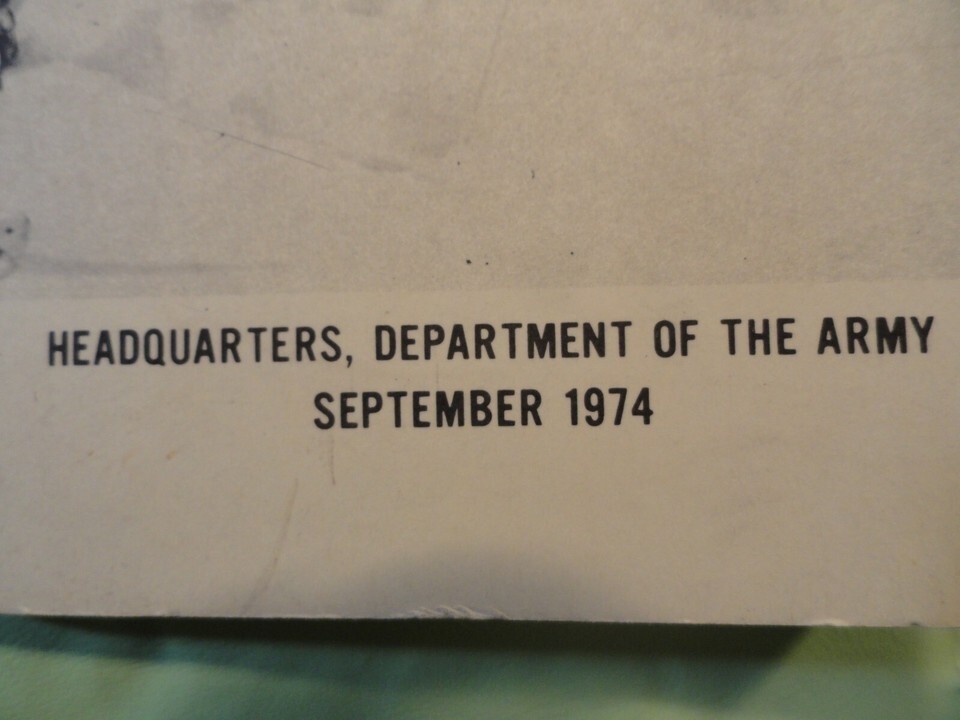 HEADQUARTERS, DEPARTMENT OF THE ARMY
SEPTEMBER 1974